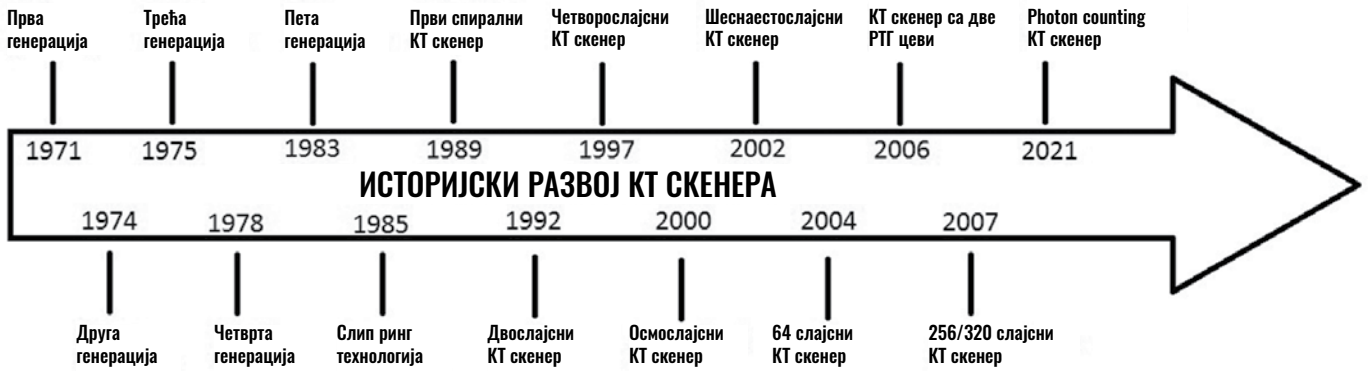 Прва
генерација
Трећа
генерација
Пета
генерација
Први спирални
КТ скенер
Четворослајсни
КТ скенер
Шеснаестослајсни
КТ скенер
КТ скенер са две
РТГ цеви
Photon counting
КТ скенер
1971
1975
1983
1989
1997
2002
2006
2021
ИСТОРИЈСКИ РАЗВОЈ КТ СКЕНЕРА
1974
1978
1985
1992
2000
2004
2007
Друга
генерација
Четврта
генерација
Слип ринг
технологија
Двослајсни
КТ скенер
Осмослајсни
КТ скенер
64 слајсни
КТ скенер
256/320 слајсни
КТ скенер